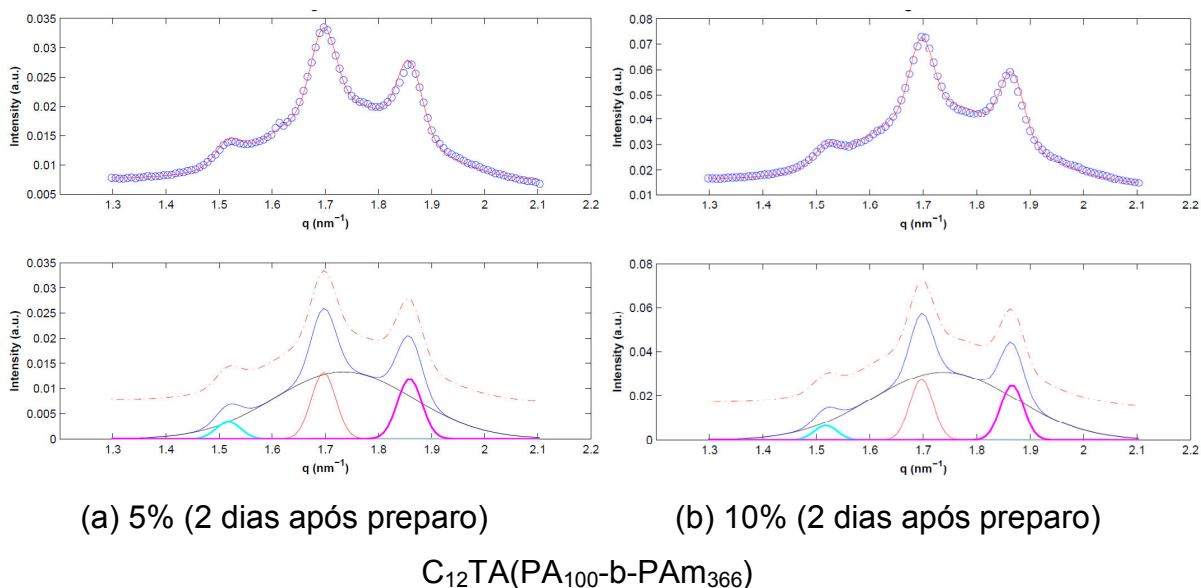 0.035
0.03
0.025
0.02
0.015
0.01
0.005
Intensity (a.u.)
1.3 1.4 1.5 1.6 1.7 1.8 1.9 2 2.1 2.2
q (nm⁻¹)
0.08
0.07
0.06
0.05
0.04
0.03
0.02
0.01
Intensity (a.u.)
1.3 1.4 1.5 1.6 1.7 1.8 1.9 2 2.1 2.2
q (nm⁻¹)
0.035
0.03
0.025
0.02
0.015
0.01
0.005
0
Intensity (a.u.)
1.3 1.4 1.5 1.6 1.7 1.8 1.9 2 2.1 2.2
q (nm⁻¹)
0.08
0.06
0.04
0.02
0
Intensity (a.u.)
1.3 1.4 1.5 1.6 1.7 1.8 1.9 2 2.1 2.2
q (nm⁻¹)
(a) 5% (2 dias após preparo)
(b) 10% (2 dias após preparo)
C₁₂TA(PA₁₀₀-b-PAm₃₆₆)